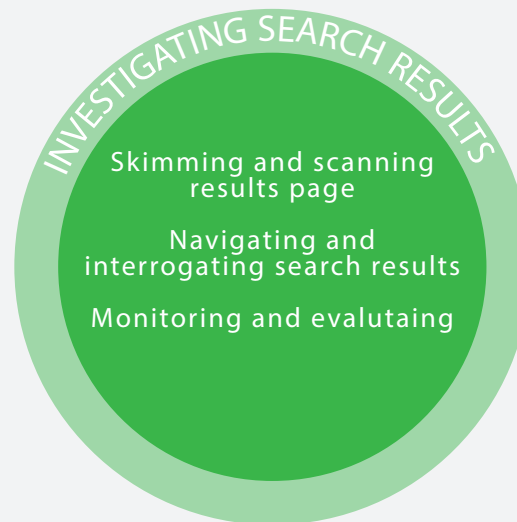 INVESTIGATING SEARCH RESULTS
Skimming and scanning
results page
Navigating and
interrogating search results
Monitoring and evalutaing